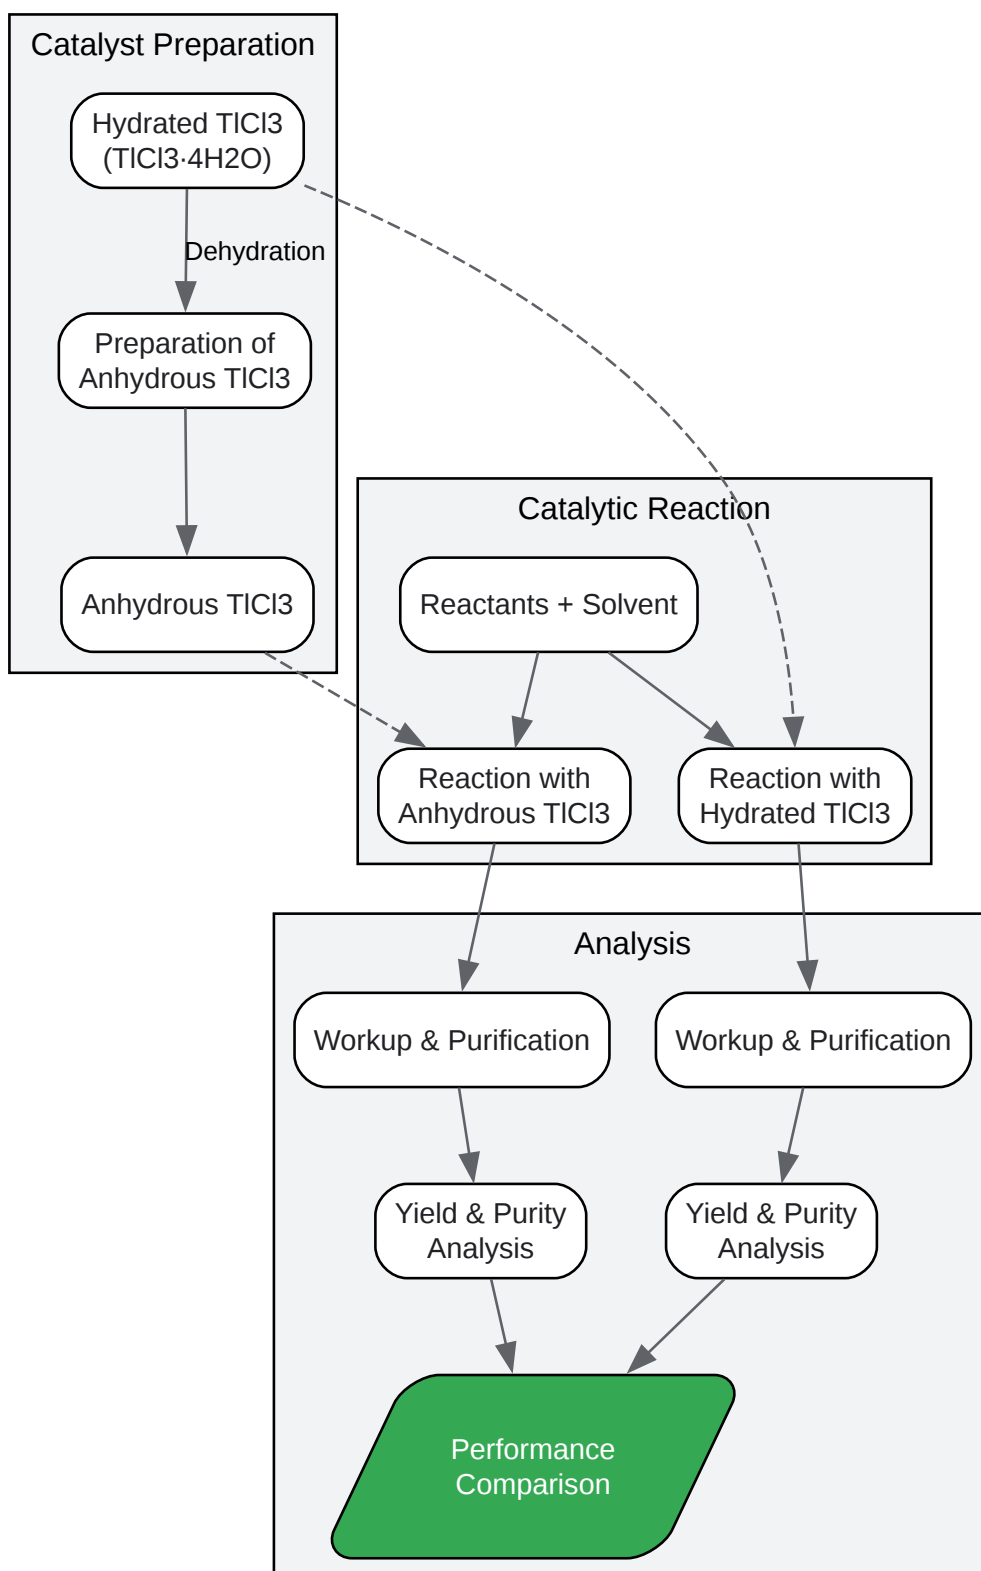 Catalyst Preparation
Hydrated TlCl3
(TlCl3·4H2O)
Dehydration
Preparation of
Anhydrous TlCl3
Anhydrous TlCl3
Catalytic Reaction
Reactants + Solvent
Reaction with
Anhydrous TlCl3
Reaction with
Hydrated TlCl3
Analysis
Workup & Purification
Workup & Purification
Yield & Purity
Analysis
Yield & Purity
Analysis
Performance
Comparison